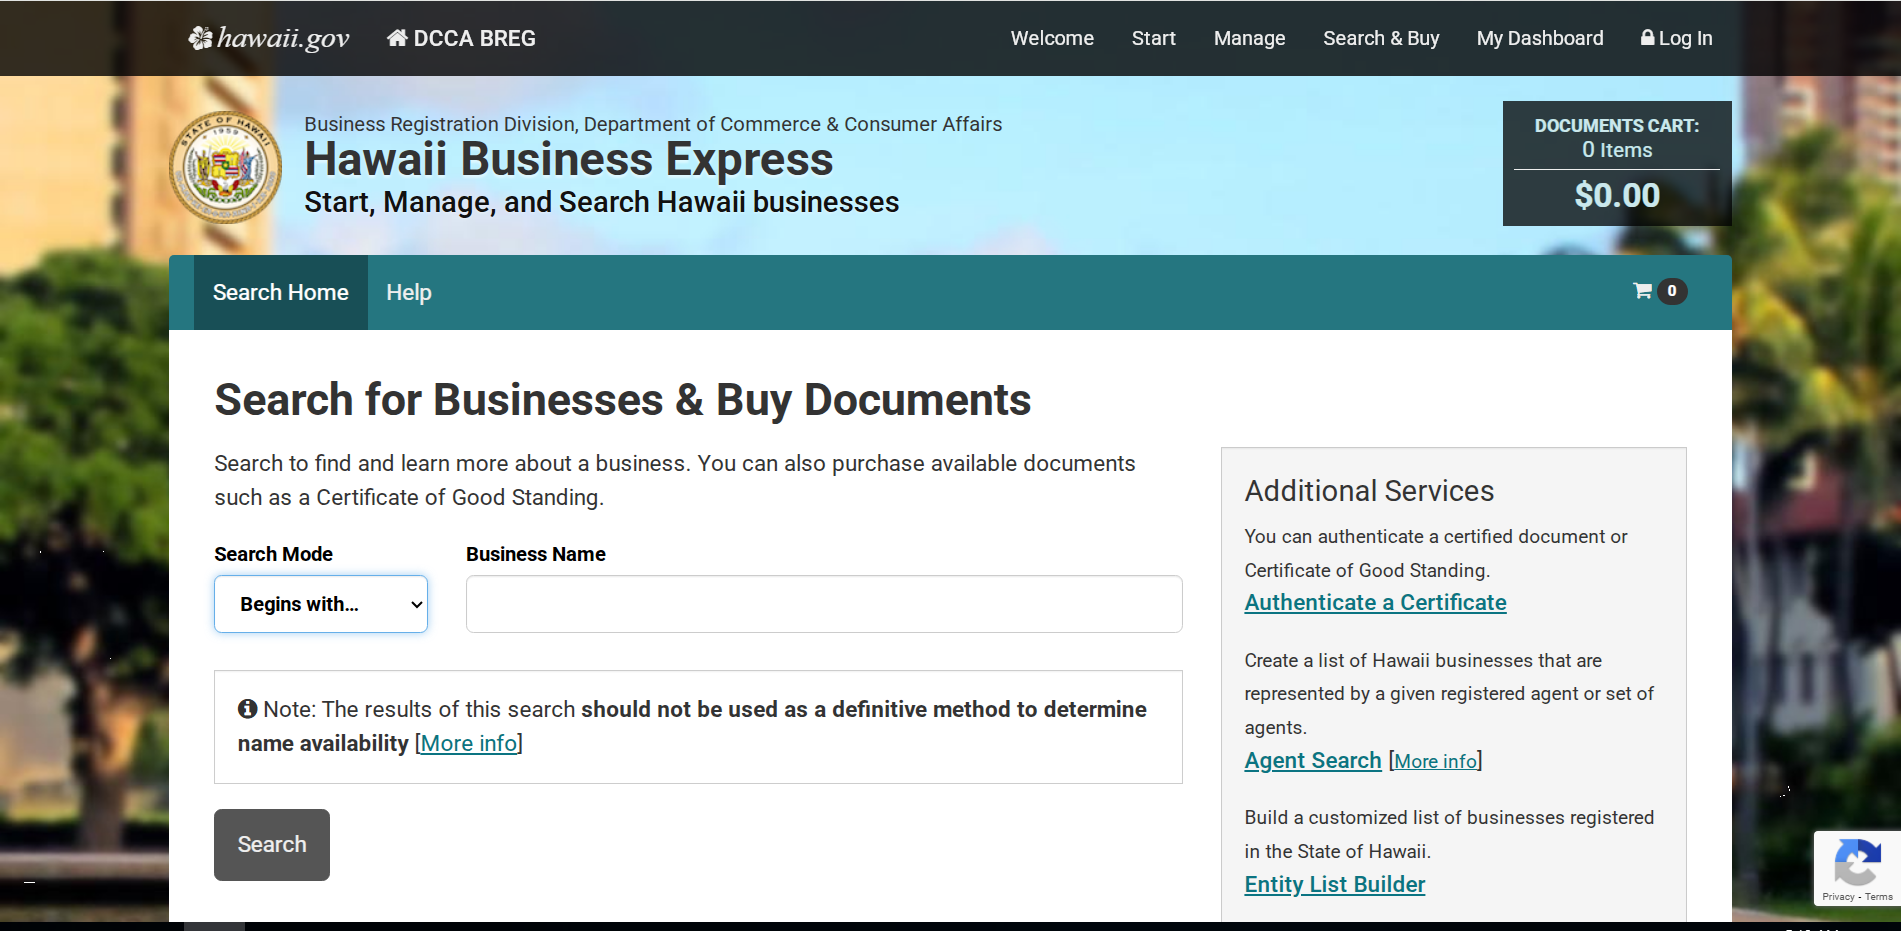 hawaii.gov DCCA BREG Welcome Start Manage Search & Buy My Dashboard Log In
STATE OF HAWAII
1959
Business Registration Division, Department of Commerce & Consumer Affairs
Hawaii Business Express
Start, Manage, and Search Hawaii businesses
DOCUMENTS CART:
0 Items
$0.00
Search Home Help 0
Search for Businesses & Buy Documents
Search to find and learn more about a business. You can also purchase available documents
such as a Certificate of Good Standing.
Search Mode Business Name
Begins with...
Note: The results of this search should not be used as a definitive method to determine
name availability [More info]
Search
Additional Services
You can authenticate a certified document or
Certificate of Good Standing.
Authenticate a Certificate
Create a list of Hawaii businesses that are
represented by a given registered agent or set of
agents.
Agent Search [More info]
Build a customized list of businesses registered
in the State of Hawaii.
Entity List Builder
Privacy - Terms